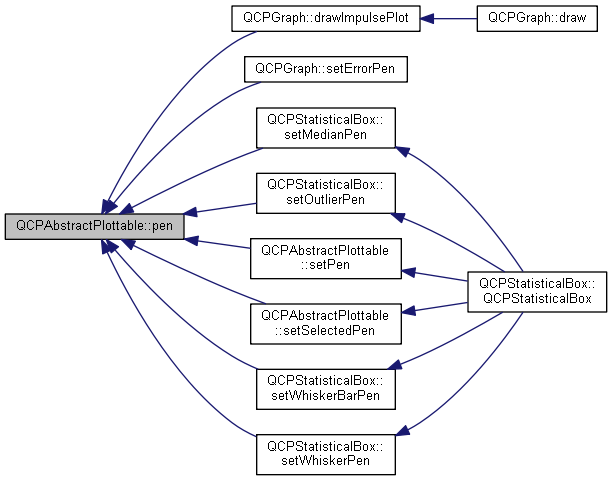 QCPGraph::drawImpulsePlot
QCPGraph::draw
QCPGraph::setErrorPen
QCPStatisticalBox::
setMedianPen
QCPStatisticalBox::
setOutlierPen
QCPAbstractPlottable::pen
QCPAbstractPlottable
::setPen
QCPStatisticalBox::
QCPStatisticalBox
QCPAbstractPlottable
::setSelectedPen
QCPStatisticalBox::
setWhiskerBarPen
QCPStatisticalBox::
setWhiskerPen